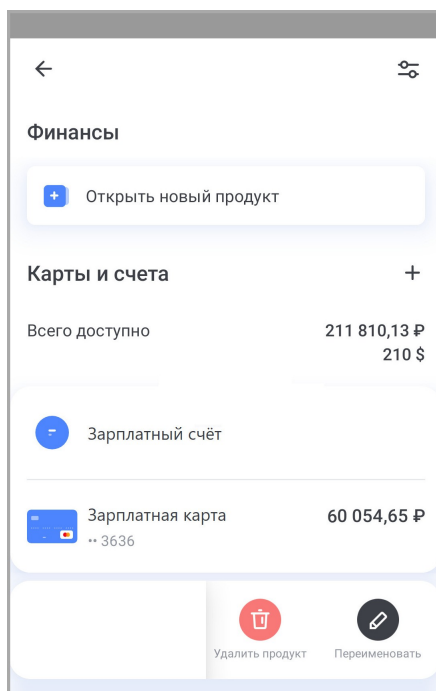 Финансы
Открыть новый продукт
Карты и счета
Всего доступно 211 810,13 ₽
210 $
Зарплатный счёт
Зарплатная карта 60 054,65 ₽
•• 3636
Удалить продукт Переименовать